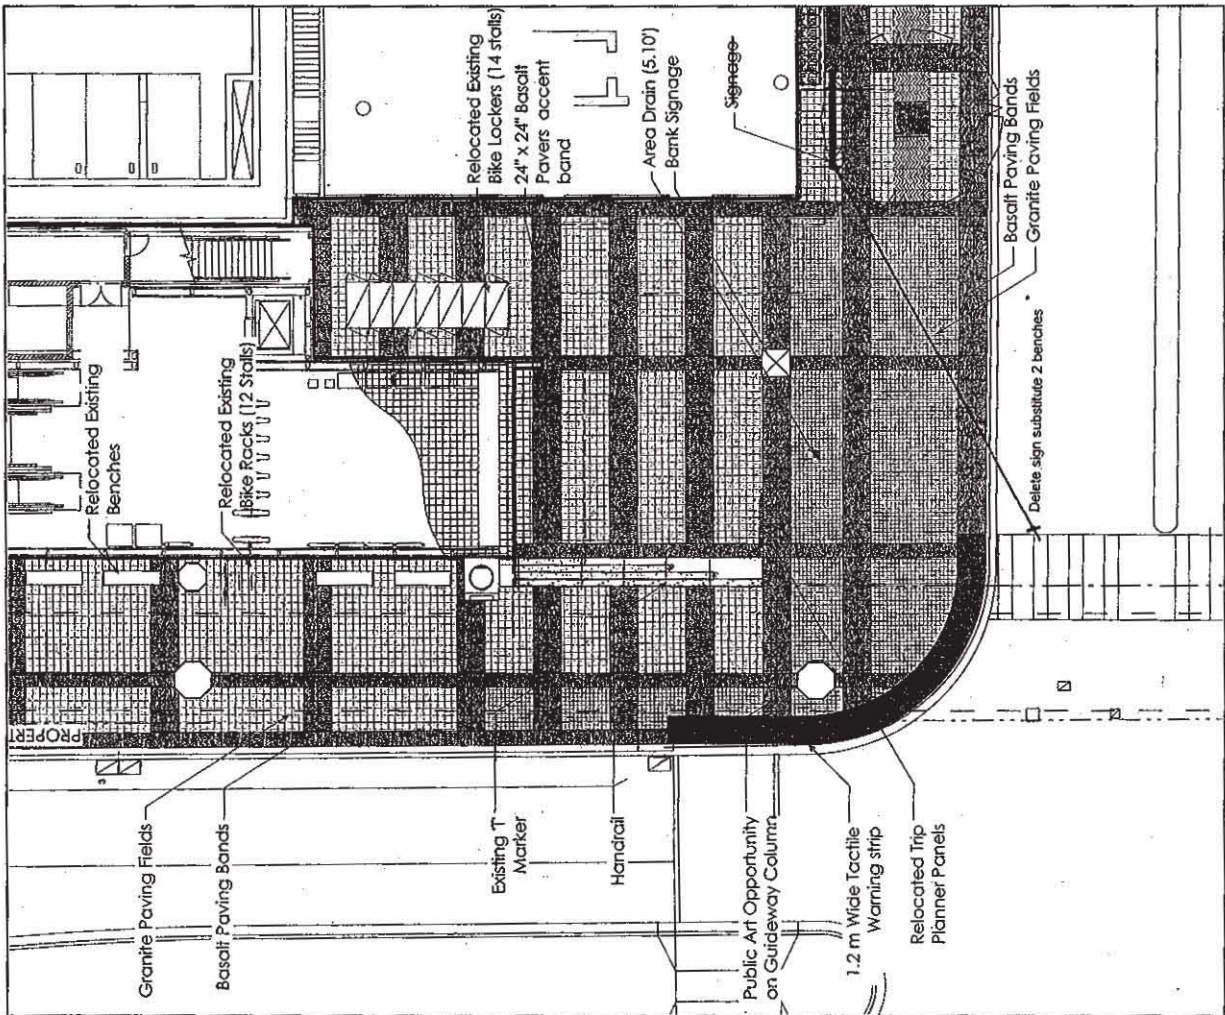 Relocated Existing
Benches
Relocated Existing
Bike Racks (12 Stalls)
Relocated Existing
Bike Lockers (14 stalls)
24" x 24" Basalt
Pavers accent
band
Area Drain (5.10')
Bank Signage
Signage
Basalt Paving Bands
Granite Paving Fields
Delete sign substitute 2 benches
PROPERT
Granite Paving Fields
Basalt Paving Bands
Existing 'T'
Marker
Handrail
Public Art Opportunity
on Guideway Column
1.2 m Wide Tactile
Warning strip
Relocated Trip
Planner Panels